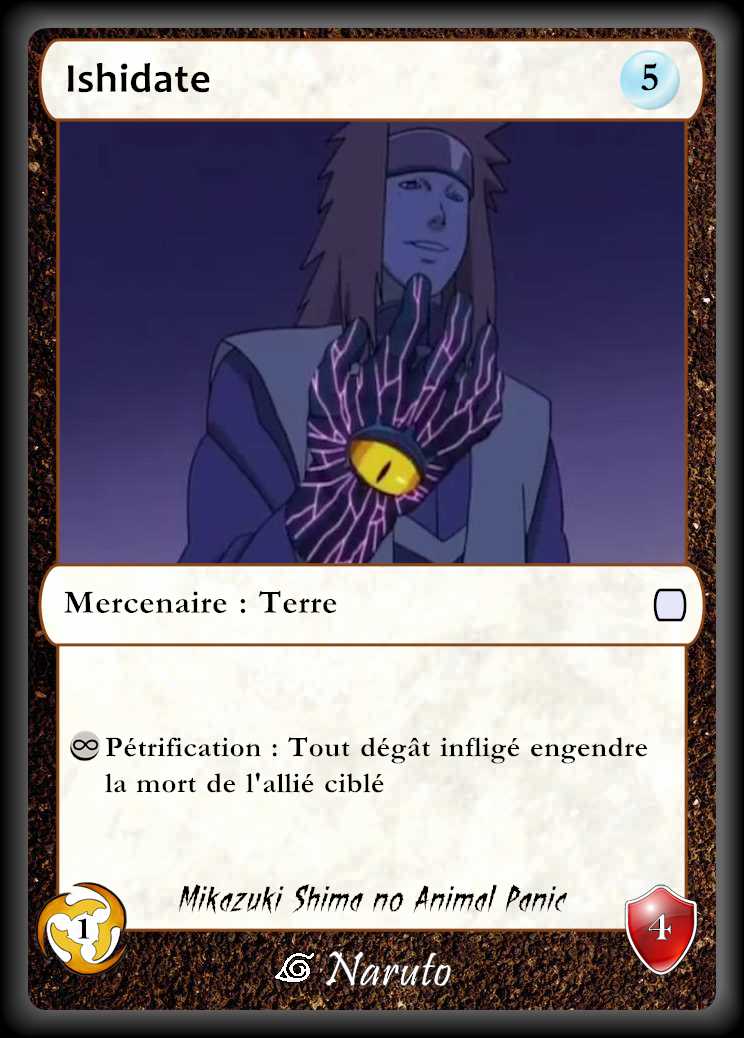 Ishidate
5
Mercenaire : Terre
∞ Pétrification : Tout dégât infligé engendre
la mort de l'allié ciblé
Mikazuki Shima no Animal Panic
1
4
Naruto